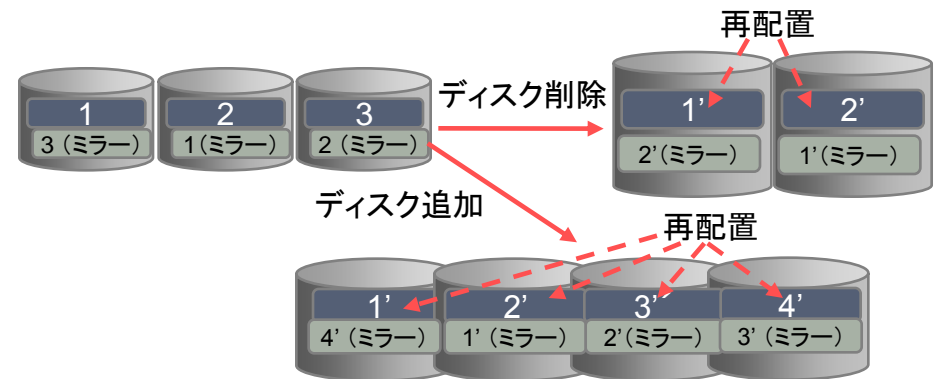 再配置
1
2
3
3 (ミラー)
1(ミラー)
2 (ミラー)
ディスク削除
1'
2'
2'(ミラー)
1'(ミラー)
ディスク追加
再配置
1'
2'
3'
4'
4' (ミラー)
1' (ミラー)
2'(ミラー)
3' (ミラー)